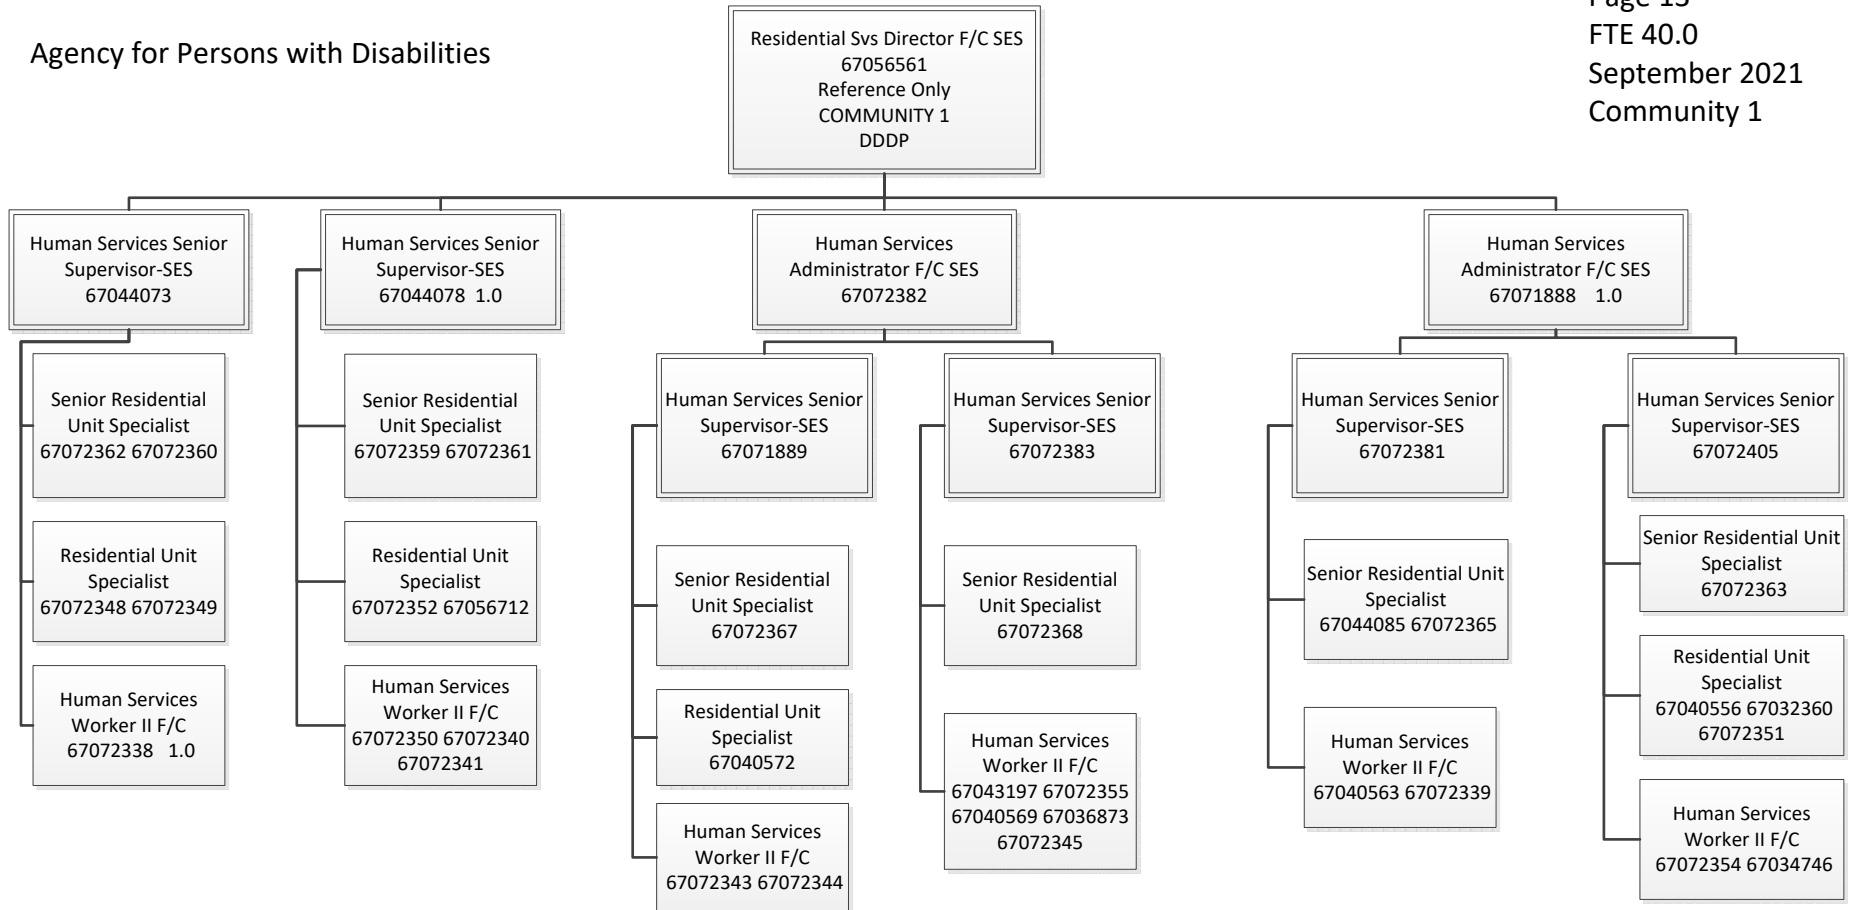 Page 13
FTE 40.0
September 2021
Community 1
Agency for Persons with Disabilities
Residential Svs Director F/C SES
67056561
Reference Only
COMMUNITY 1
DDDP
Human Services Senior
Supervisor-SES
67044073
Human Services Senior
Supervisor-SES
67044078 1.0
Human Services
Administrator F/C SES
67072382
Human Services
Administrator F/C SES
67071888 1.0
Senior Residential
Unit Specialist
67072362 67072360
Residential Unit
Specialist
67072348 67072349
Human Services
Worker II F/C
67072338 1.0
Senior Residential
Unit Specialist
67072359 67072361
Residential Unit
Specialist
67072352 67056712
Human Services
Worker II F/C
67072350 67072340
67072341
Human Services Senior
Supervisor-SES
67071889
Senior Residential
Unit Specialist
67072367
Residential Unit
Specialist
67040572
Human Services
Worker II F/C
67072343 67072344
Human Services Senior
Supervisor-SES
67072383
Senior Residential
Unit Specialist
67072368
Human Services
Worker II F/C
67043197 67072355
67040569 67036873
67072345
Human Services Senior
Supervisor-SES
67072381
Senior Residential Unit
Specialist
67044085 67072365
Human Services
Worker II F/C
67040563 67072339
Human Services Senior
Supervisor-SES
67072405
Senior Residential Unit
Specialist
67072363
Residential Unit
Specialist
67040556 67032360
67072351
Human Services
Worker II F/C
67072354 67034746